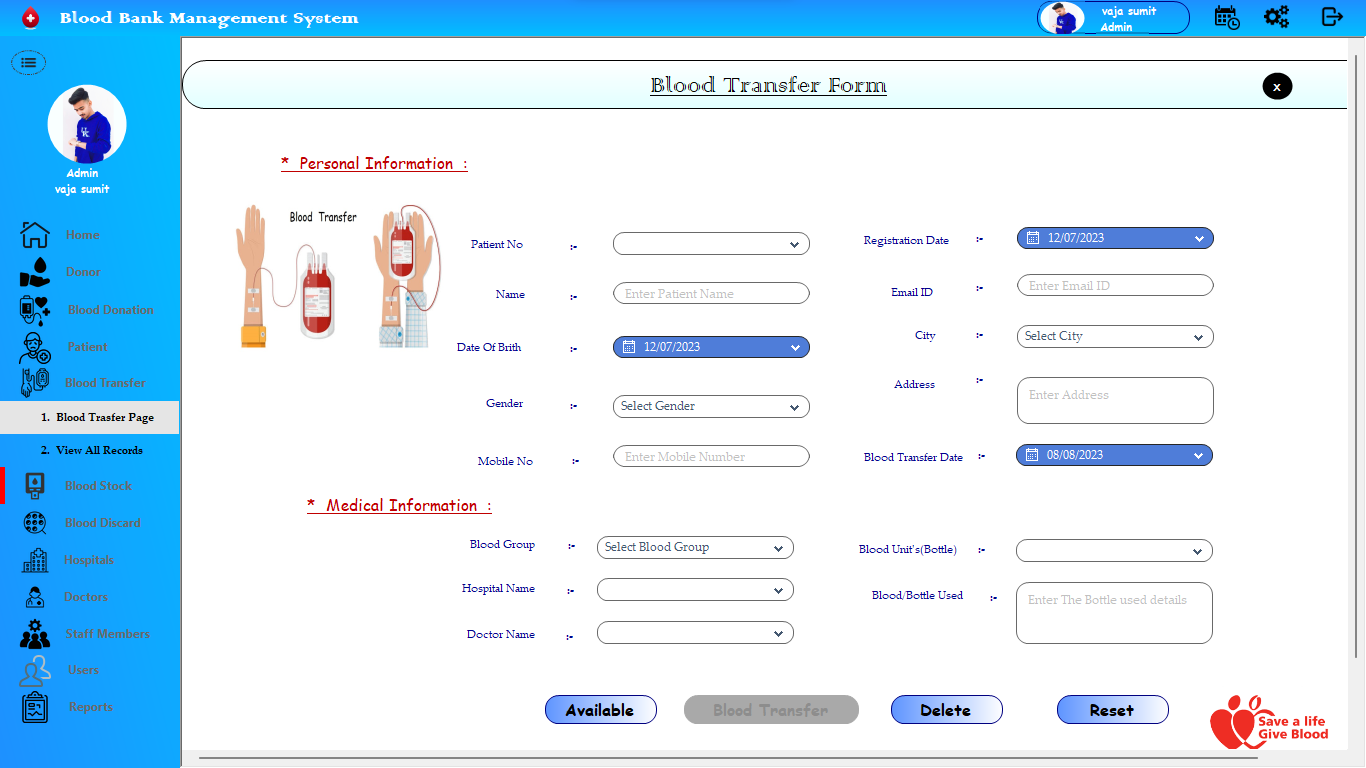 Blood Bank Management System
vaja sumit
Admin
Blood Transfer Form
x
Admin
vaja sumit
Home
Donor
Blood Donation
Patient
Blood Transfer
1. Blood Trasfer Page
2. View All Records
Blood Stock
Blood Discard
Hospitals
Doctors
Staff Members
Users
Reports
* Personal Information :
Blood Transfer
Patient No :-
Registration Date :- 12/07/2023
Name :- Enter Patient Name
Email ID :- Enter Email ID
Date Of Brith :- 12/07/2023
City :- Select City
Gender :- Select Gender
Address :- Enter Address
Mobile No :- Enter Mobile Number
Blood Transfer Date :- 08/08/2023
* Medical Information :
Blood Group :- Select Blood Group
Blood Unit's(Bottle) :-
Hospital Name :-
Blood/Bottle Used :- Enter The Bottle used details
Doctor Name :-
Available
Blood Transfer
Delete
Reset
Save a life
Give Blood